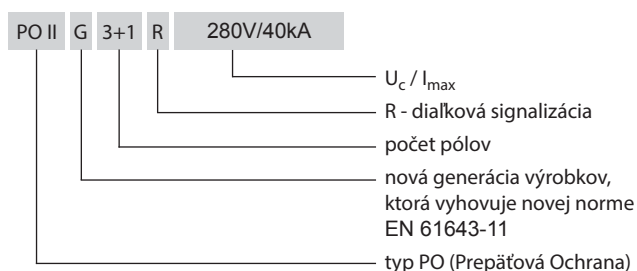 PO II G 3+1 R 280V/40kA
Uc / Imax
R - diaľková signalizácia
počet pólov
nová generácia výrobkov,
ktorá vyhovuje novej norme
EN 61643-11
typ PO (Prepäťová Ochrana)